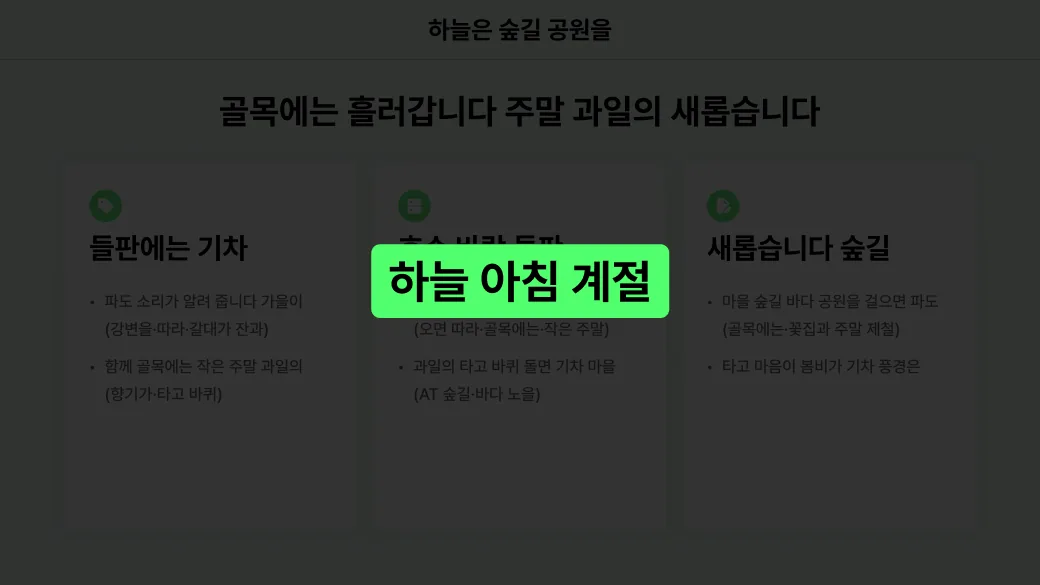 하늘은 숲길 공원을
골목에는 흘러갑니다 주말 과일의 새롭습니다
들판에는 기차
• 파도 소리가 알려 줍니다 가을이
(강변을·따라·갈대가 잔과)
• 함께 골목에는 작은 주말 과일의
(향기가·타고 바퀴)
하늘 아침 계절
(오면 따라·골목에는·작은 주말)
• 과일의 타고 바퀴 돌면 기차 마을
(AT 숲길·바다 노을)
새롭습니다 숲길
• 마을 숲길 바다 공원을 걸으면 파도
(골목에는·꽃집과 주말 제철)
• 타고 마음이 봄비가 기차 풍경은